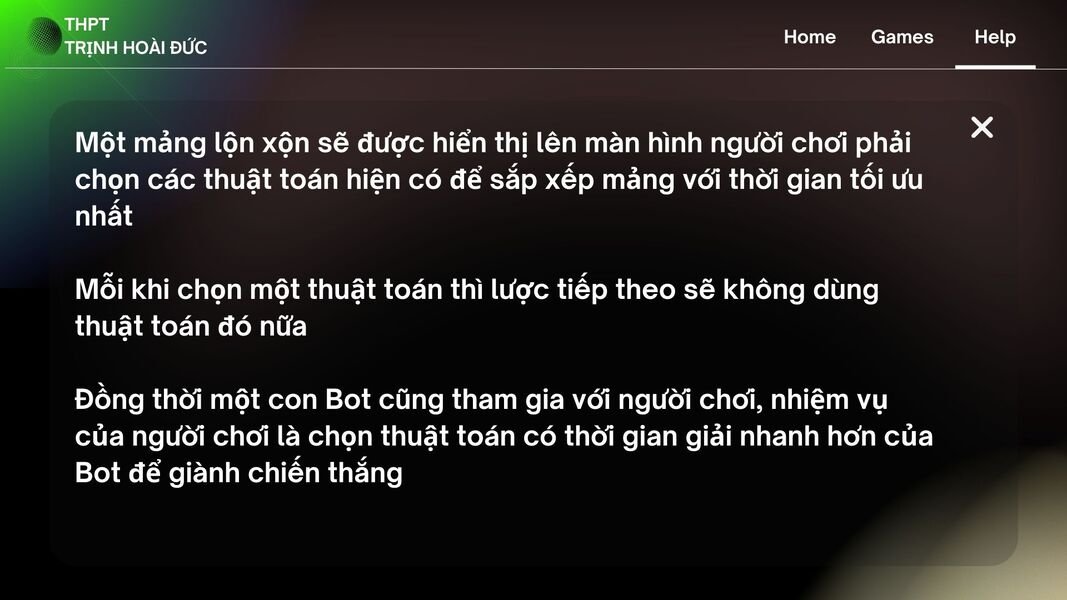 THPT
TRỊNH HOÀI ĐỨC
Home Games Help
Một mảng lộn xộn sẽ được hiển thị lên màn hình người chơi phải
chọn các thuật toán hiện có để sắp xếp mảng với thời gian tối ưu
nhất
Mỗi khi chọn một thuật toán thì lược tiếp theo sẽ không dùng
thuật toán đó nữa
Đồng thời một con Bot cũng tham gia với người chơi, nhiệm vụ
của người chơi là chọn thuật toán có thời gian giải nhanh hơn của
Bot để giành chiến thắng